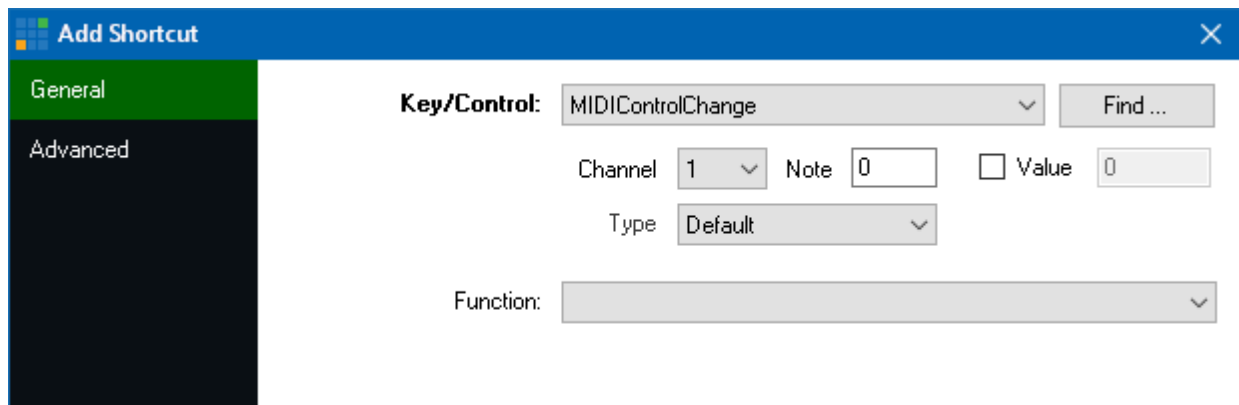 Add Shortcut
General
Key/Control: MIDIControlChange Find ...
Advanced
Channel 1 Note 0 Value 0
Type Default
Function: